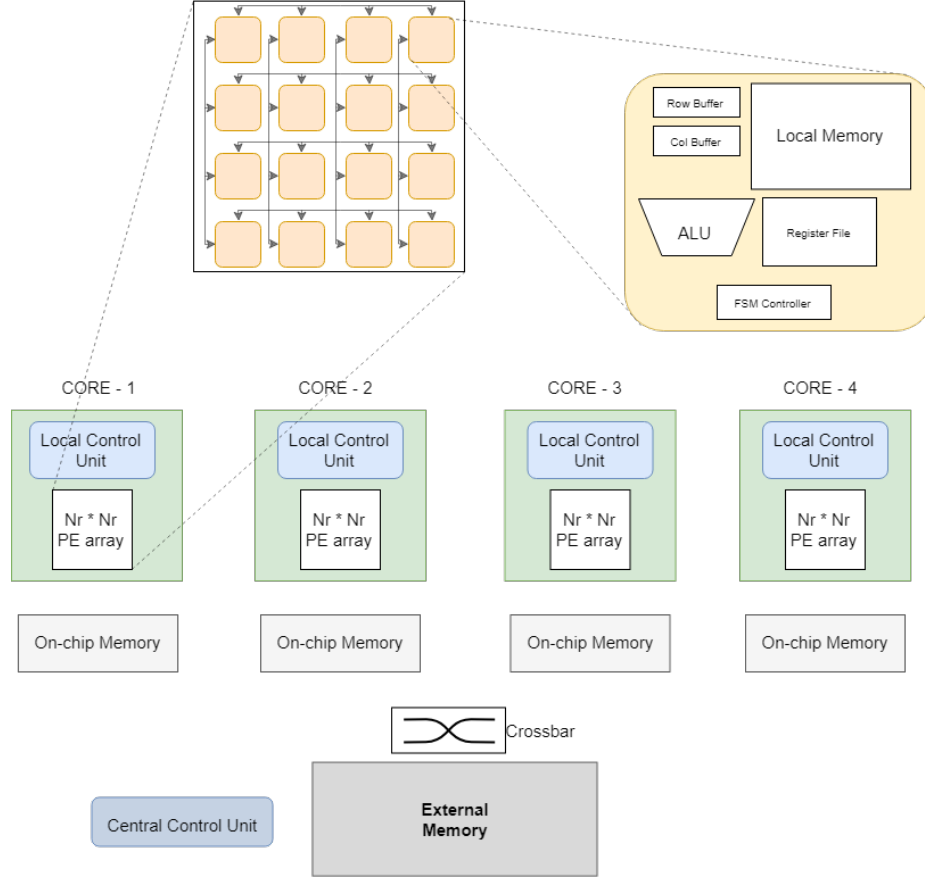 Row Buffer
Col Buffer
Local Memory
ALU
Register File
FSM Controller
CORE - 1
CORE - 2
CORE - 3
CORE - 4
Local Control
Unit
Local Control
Unit
Local Control
Unit
Local Control
Unit
Nr * Nr
PE array
Nr * Nr
PE array
Nr * Nr
PE array
Nr * Nr
PE array
On-chip Memory
On-chip Memory
On-chip Memory
On-chip Memory
Crossbar
External
Memory
Central Control Unit